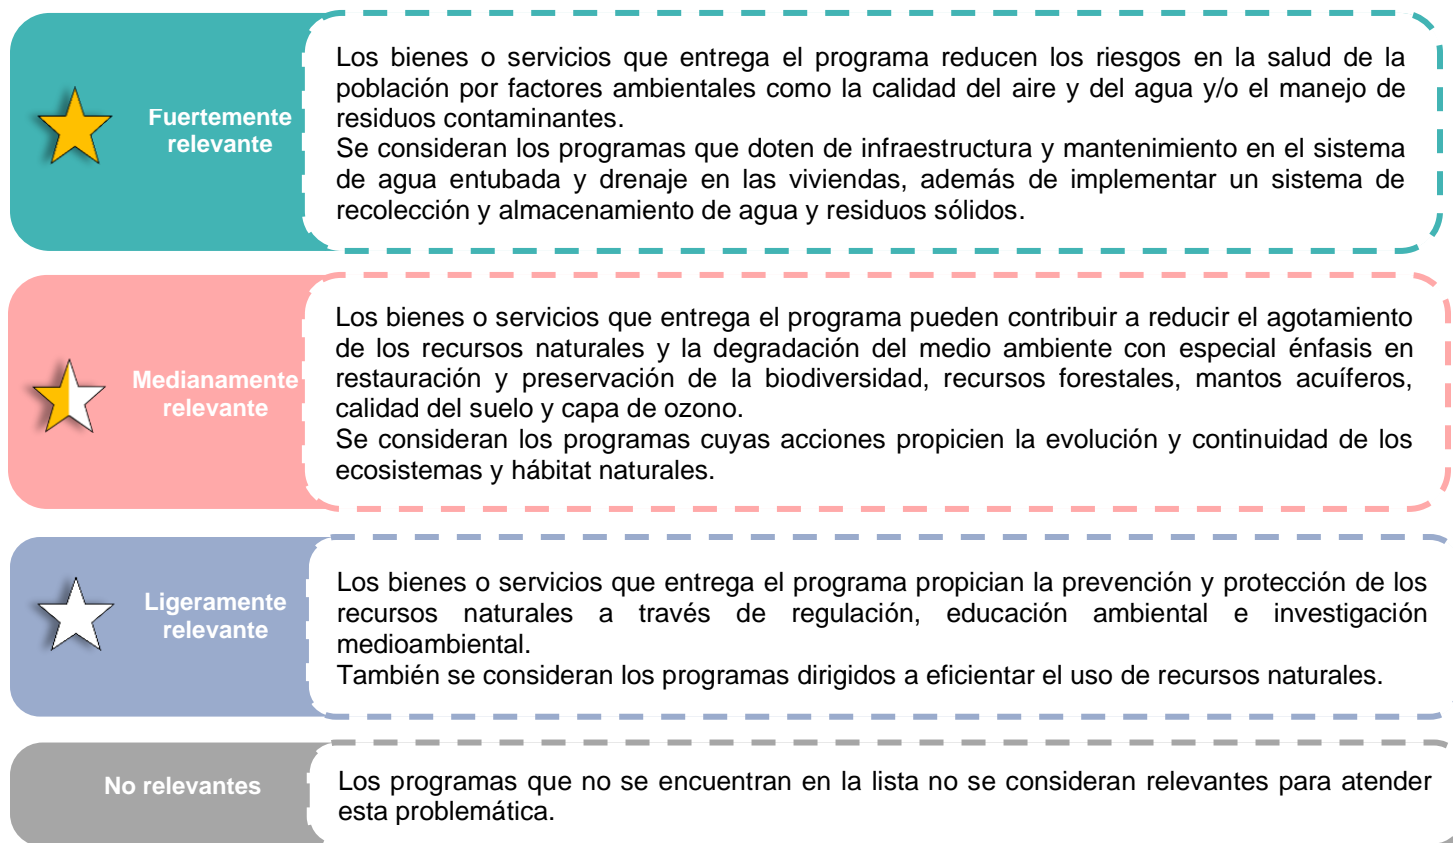 Fuertemente
relevante
Los bienes o servicios que entrega el programa reducen los riesgos en la salud de la
población por factores ambientales como la calidad del aire y del agua y/o el manejo de
residuos contaminantes.
Se consideran los programas que doten de infraestructura y mantenimiento en el sistema
de agua entubada y drenaje en las viviendas, además de implementar un sistema de
recolección y almacenamiento de agua y residuos sólidos.
Medianamente
relevante
Los bienes o servicios que entrega el programa pueden contribuir a reducir el agotamiento
de los recursos naturales y la degradación del medio ambiente con especial énfasis en
restauración y preservación de la biodiversidad, recursos forestales, mantos acuíferos,
calidad del suelo y capa de ozono.
Se consideran los programas cuyas acciones propicien la evolución y continuidad de los
ecosistemas y hábitat naturales.
Ligeramente
relevante
Los bienes o servicios que entrega el programa propician la prevención y protección de los
recursos naturales a través de regulación, educación ambiental e investigación
medioambiental.
También se consideran los programas dirigidos a eficientar el uso de recursos naturales.
No relevantes
Los programas que no se encuentran en la lista no se consideran relevantes para atender
esta problemática.